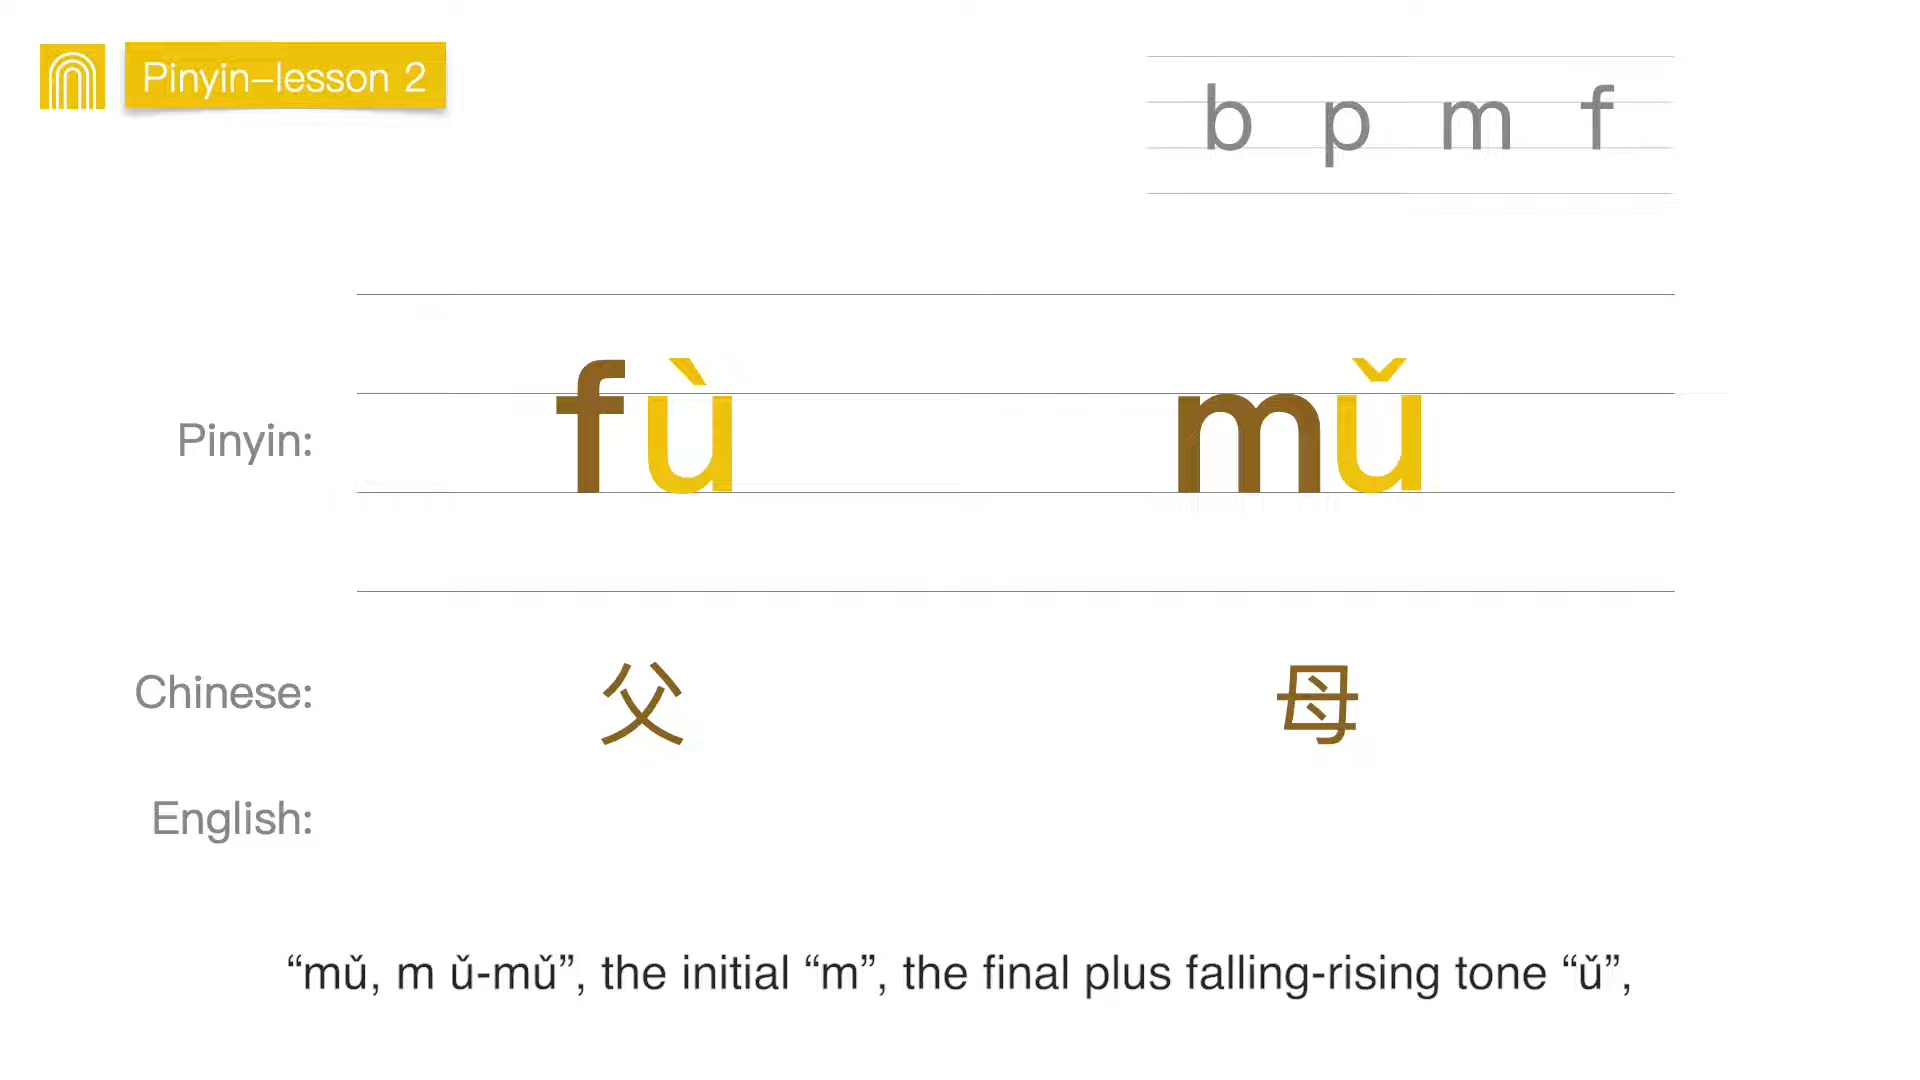 Pinyin–lesson 2
b p m f
Pinyin: fù mǔ
Chinese: 父 母
English:
“mǔ, m ǔ-mǔ”, the initial “m”, the final plus falling-rising tone “ǔ”,